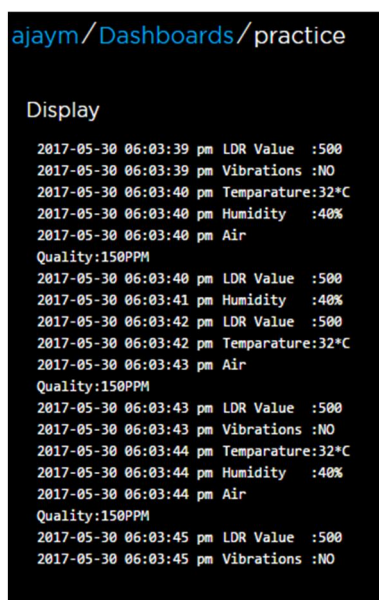 ajaym/Dashboards/practice
Display
2017-05-30 06:03:39 pm LDR Value :500
2017-05-30 06:03:39 pm Vibrations :NO
2017-05-30 06:03:40 pm Temparature:32*C
2017-05-30 06:03:40 pm Humidity :40%
2017-05-30 06:03:40 pm Air
Quality:150PPM
2017-05-30 06:03:40 pm LDR Value :500
2017-05-30 06:03:41 pm Humidity :40%
2017-05-30 06:03:42 pm LDR Value :500
2017-05-30 06:03:42 pm Temparature:32*C
2017-05-30 06:03:43 pm Air
Quality:150PPM
2017-05-30 06:03:43 pm LDR Value :500
2017-05-30 06:03:43 pm Vibrations :NO
2017-05-30 06:03:44 pm Temparature:32*C
2017-05-30 06:03:44 pm Humidity :40%
2017-05-30 06:03:44 pm Air
Quality:150PPM
2017-05-30 06:03:45 pm LDR Value :500
2017-05-30 06:03:45 pm Vibrations :NO